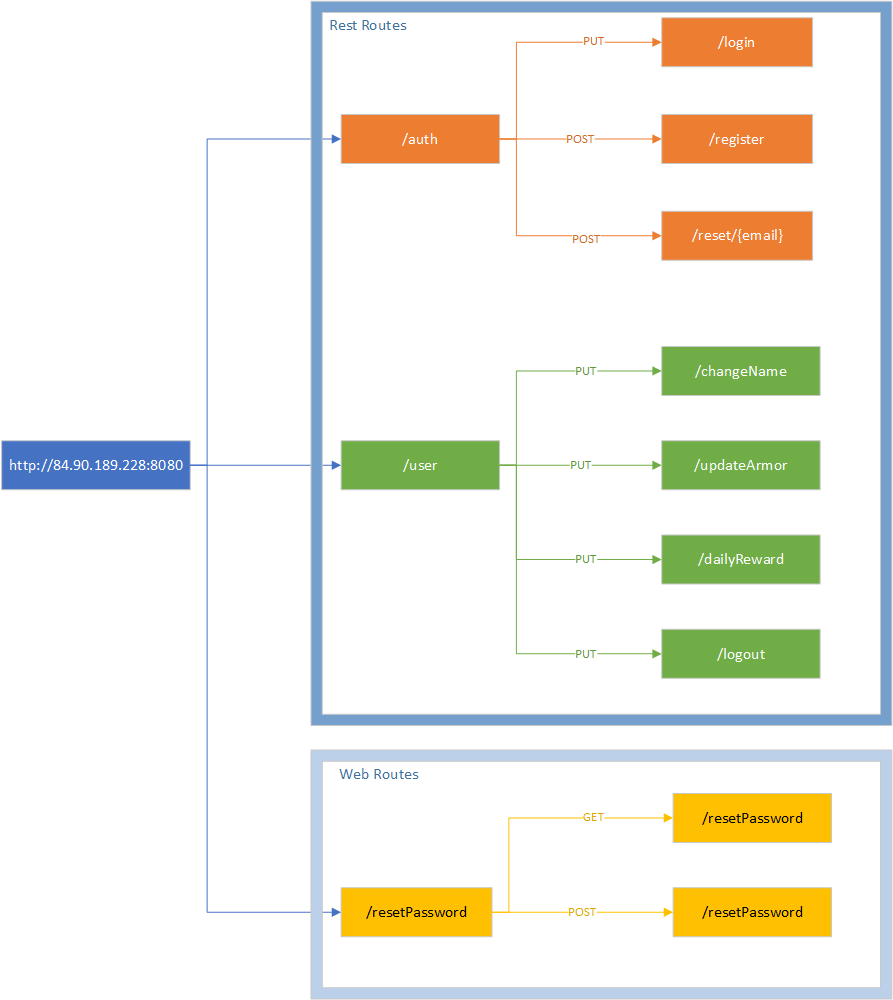 Rest Routes
PUT
/login
/auth
POST
/register
POST
/reset/{email}
PUT
/changeName
http://84.90.189.228:8080
/user
PUT
/updateArmor
PUT
/dailyReward
PUT
/logout
Web Routes
GET
/resetPassword
/resetPassword
POST
/resetPassword